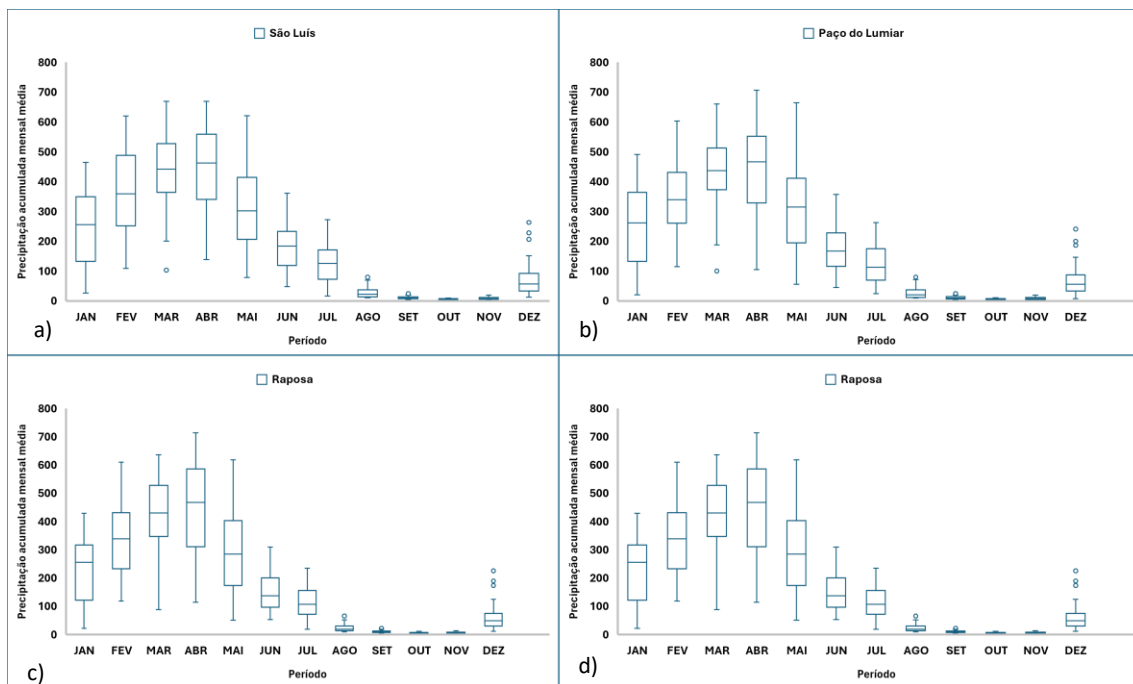 São Luís
Precipitação acumulada mensal média
800
700
600
500
400
300
200
100
0
JAN FEV MAR ABR MAI JUN JUL AGO SET OUT NOV DEZ
Período
a)
Paço do Lumiar
Precipitação acumulada mensal média
800
700
600
500
400
300
200
100
0
JAN FEV MAR ABR MAI JUN JUL AGO SET OUT NOV DEZ
Período
b)
Raposa
Precipitação acumulada mensal média
800
700
600
500
400
300
200
100
0
JAN FEV MAR ABR MAI JUN JUL AGO SET OUT NOV DEZ
Período
c)
Raposa
Precipitação acumulada mensal média
800
700
600
500
400
300
200
100
0
JAN FEV MAR ABR MAI JUN JUL AGO SET OUT NOV DEZ
Período
d)